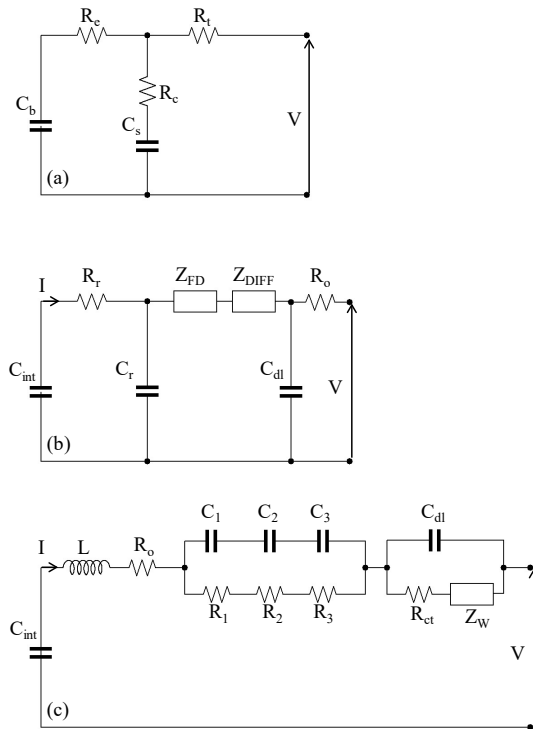 R_e R_t
R_c
C_b
C_s
V
(a)
I R_r Z_FD Z_DIFF R_o
C_int C_r C_dl
V
(b)
C_1 C_2 C_3 C_dl
I L R_o
R_1 R_2 R_3 R_ct Z_W
C_int
V
(c)